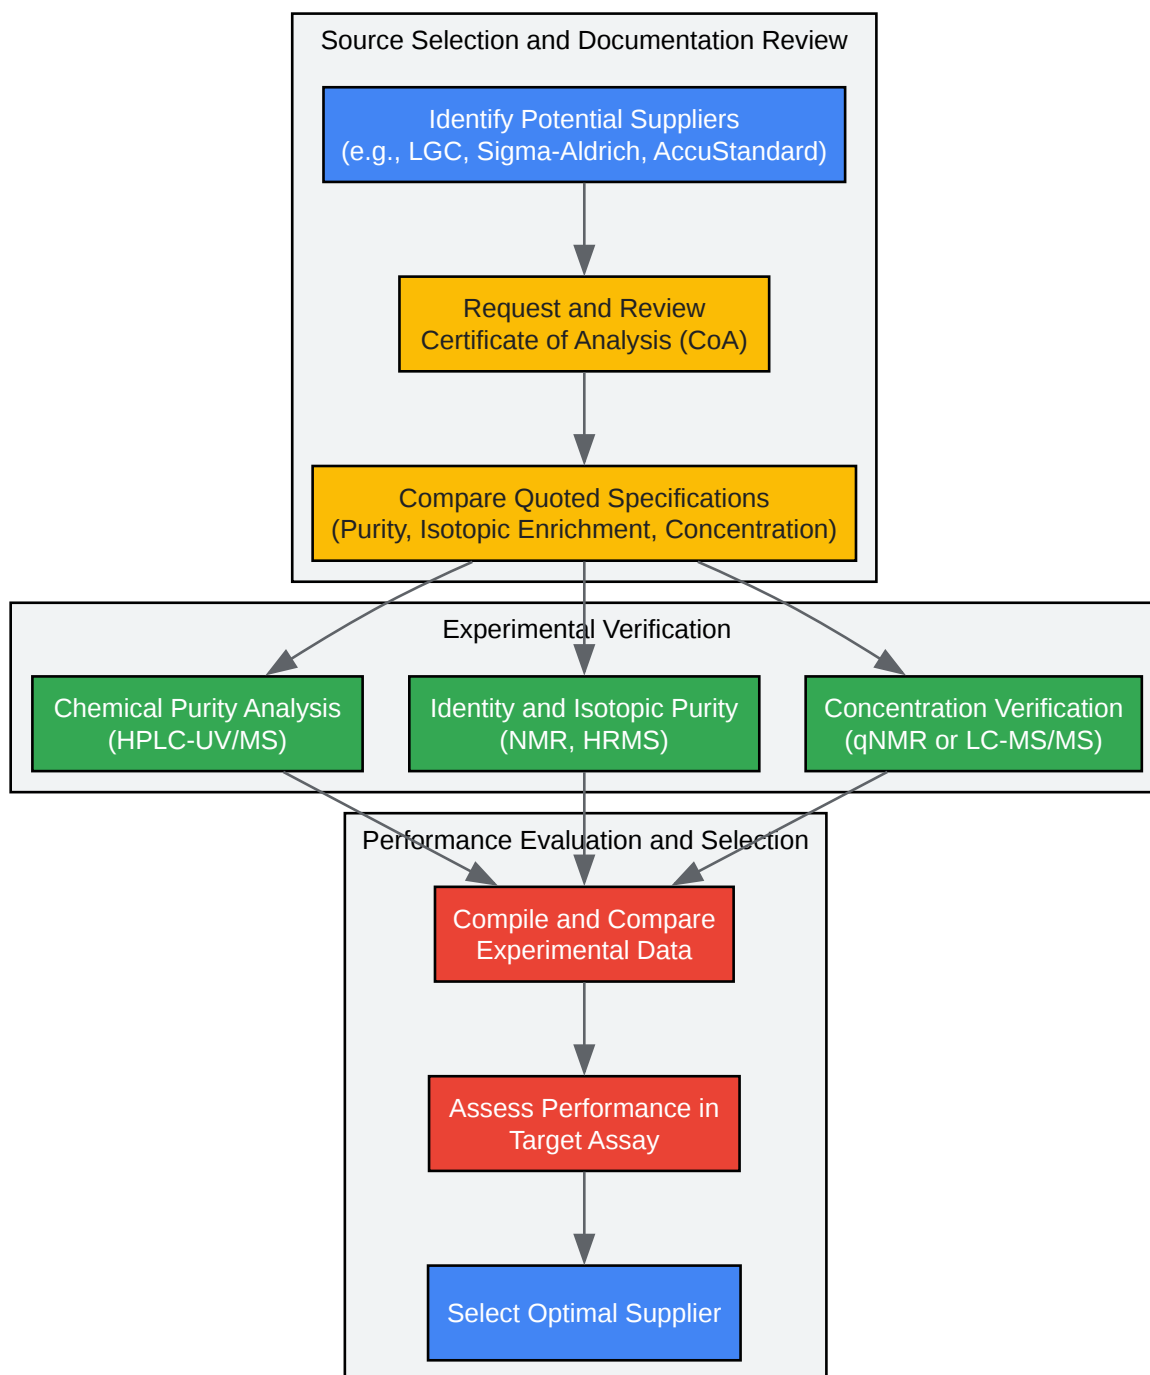 Source Selection and Documentation Review
Identify Potential Suppliers
(e.g., LGC, Sigma-Aldrich, AccuStandard)
Request and Review
Certificate of Analysis (CoA)
Compare Quoted Specifications
(Purity, Isotopic Enrichment, Concentration)
Experimental Verification
Chemical Purity Analysis
(HPLC-UV/MS)
Identity and Isotopic Purity
(NMR, HRMS)
Concentration Verification
(qNMR or LC-MS/MS)
Performance Evaluation and Selection
Compile and Compare
Experimental Data
Assess Performance in
Target Assay
Select Optimal Supplier